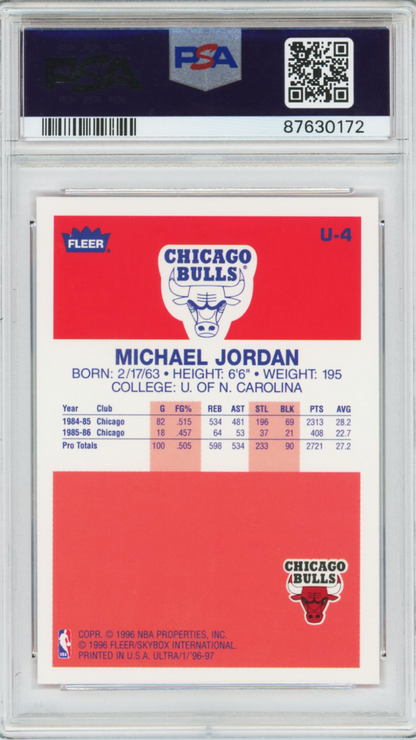 PSA
87630172
FLEER
U-4
CHICAGO
BULLS
MICHAEL JORDAN
BORN: 2/17/63 • HEIGHT: 6'6" • WEIGHT: 195
COLLEGE: U. OF N. CAROLINA
Year Club G FG% REB AST STL BLK PTS AVG
1984-85 Chicago 82 .515 534 481 196 69 2313 28.2
1985-86 Chicago 18 .457 64 53 37 21 408 22.7
Pro Totals 100 .505 598 534 233 90 2721 27.2
CHICAGO
BULLS
NBA
COPR. © 1996 NBA PROPERTIES, INC.
© 1996 FLEER/SKYBOX INTERNATIONAL.
PRINTED IN U.S.A. ULTRA/1/'96-97